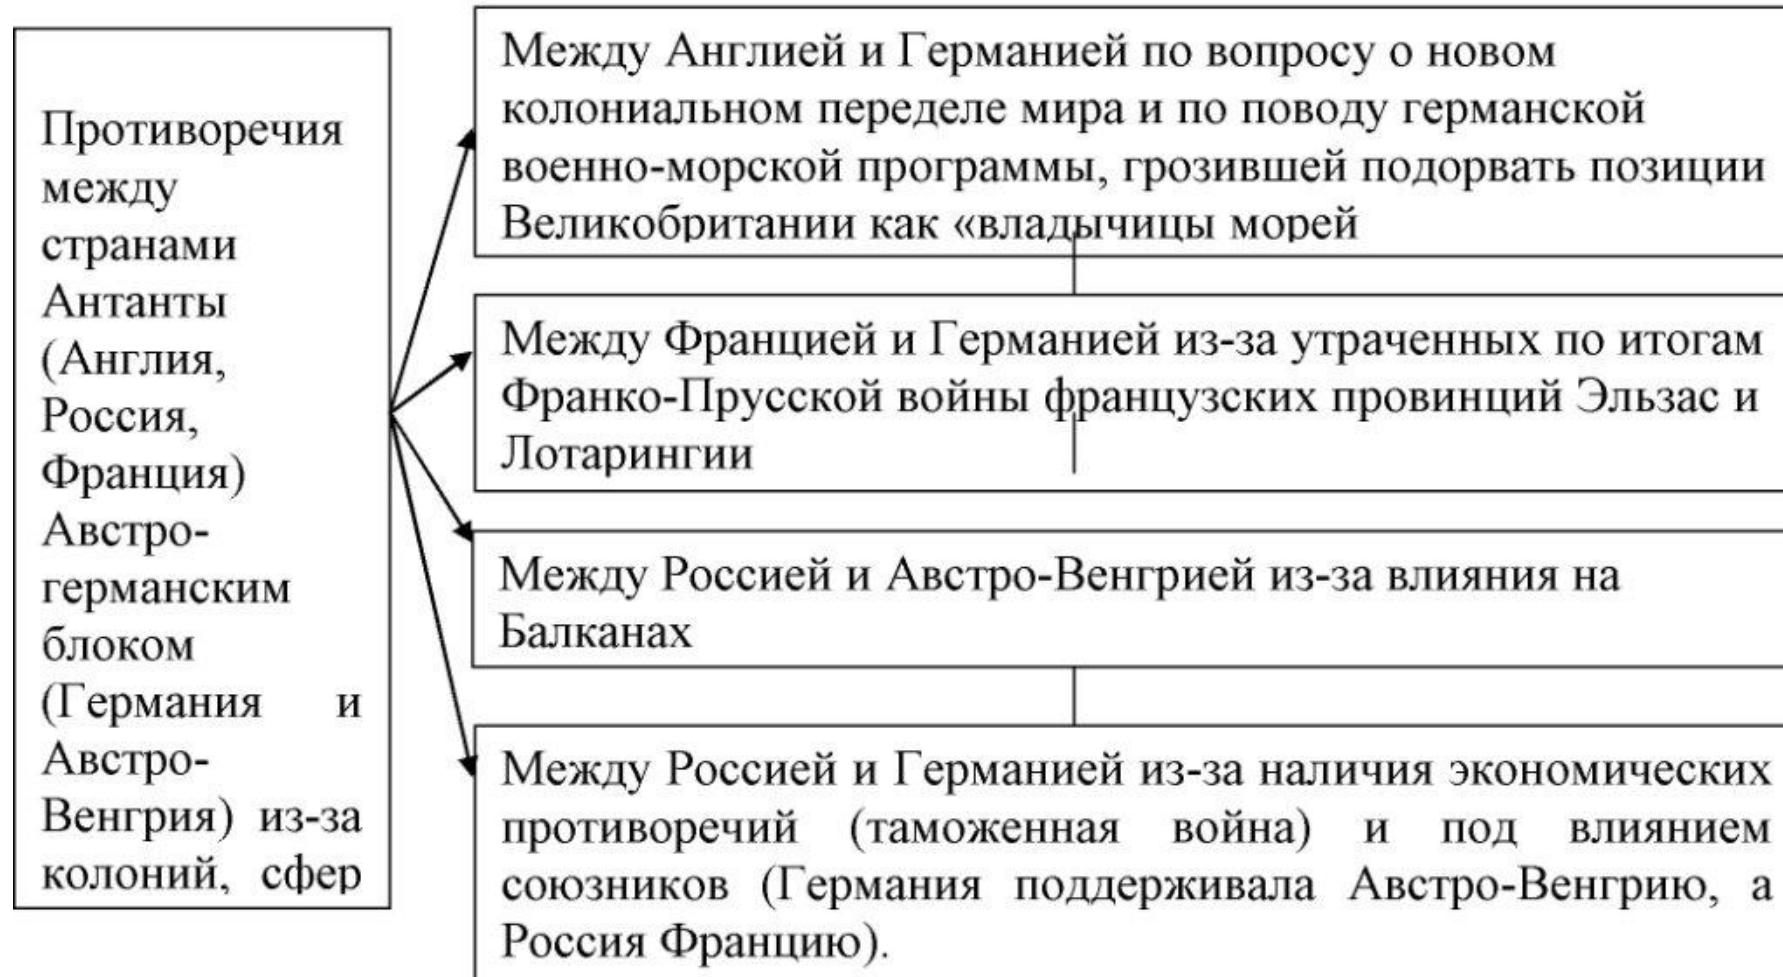 Противоречия
между
странами
Антанты
(Англия,
Россия,
Франция)
Австро-
германским
блоком
(Германия и
Австро-
Венгрия) из-за
колоний, сфер
Между Англией и Германией по вопросу о новом
колониальном переделе мира и по поводу германской
военно-морской программы, грозившей подорвать позиции
Великобритании как «владычицы морей
Между Францией и Германией из-за утраченных по итогам
Франко-Прусской войны французских провинций Эльзас и
Лотарингии
Между Россией и Австро-Венгрией из-за влияния на
Балканах
Между Россией и Германией из-за наличия экономических
противоречий (таможенная война) и под влиянием
союзников (Германия поддерживала Австро-Венгрию, а
Россия Францию).